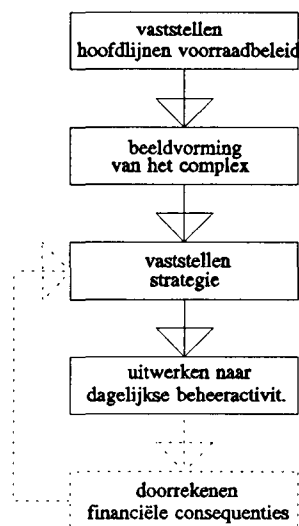 vaststellen
hoofdlijnen voorraadbeleid
beeldvorming
van het complex
vaststellen
strategie
uitwerken naar
dagelijkse beheeractivit.
doorrekenen
financiële consequenties